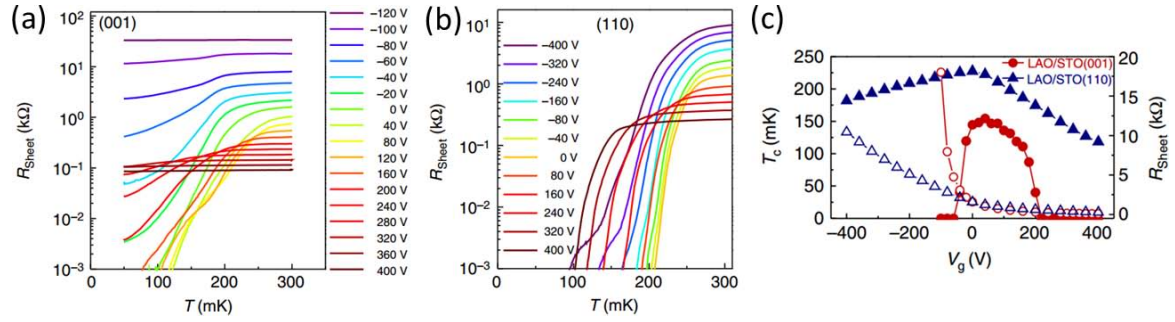 (a)
(001)
R_Sheet (kΩ)
10²
10¹
10⁰
10⁻¹
10⁻²
10⁻³
0 100 200 300
T (mK)
−120 V
−100 V
−80 V
−60 V
−40 V
−20 V
0 V
40 V
80 V
120 V
160 V
200 V
240 V
280 V
320 V
360 V
400 V
(b)
(110)
R_Sheet (kΩ)
10¹
10⁰
10⁻¹
10⁻²
10⁻³
0 100 200 300
T (mK)
−400 V
−320 V
−240 V
−160 V
−80 V
−40 V
0 V
80 V
160 V
240 V
320 V
400 V
(c)
LAO/STO(001)
LAO/STO(110)
T_c (mK)
250
200
150
100
50
0
−400 −200 0 200 400
V_g (V)
20
15
10
5
0
R_Sheet (kΩ)